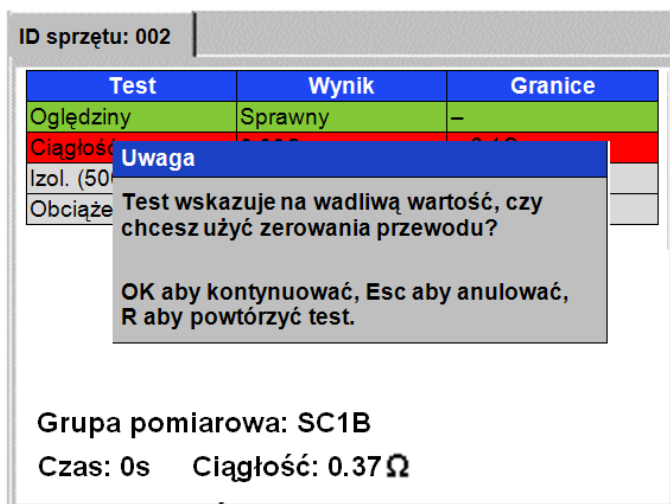 ID sprzętu: 002
Test Wynik Granice
Oględziny Sprawny –
Ciągłość
Izol. (500
Obciąże
Uwaga
Test wskazuje na wadliwą wartość, czy
chcesz użyć zerowania przewodu?
OK aby kontynuować, Esc aby anulować,
R aby powtórzyć test.
Grupa pomiarowa: SC1B
Czas: 0s Ciągłość: 0.37 Ω